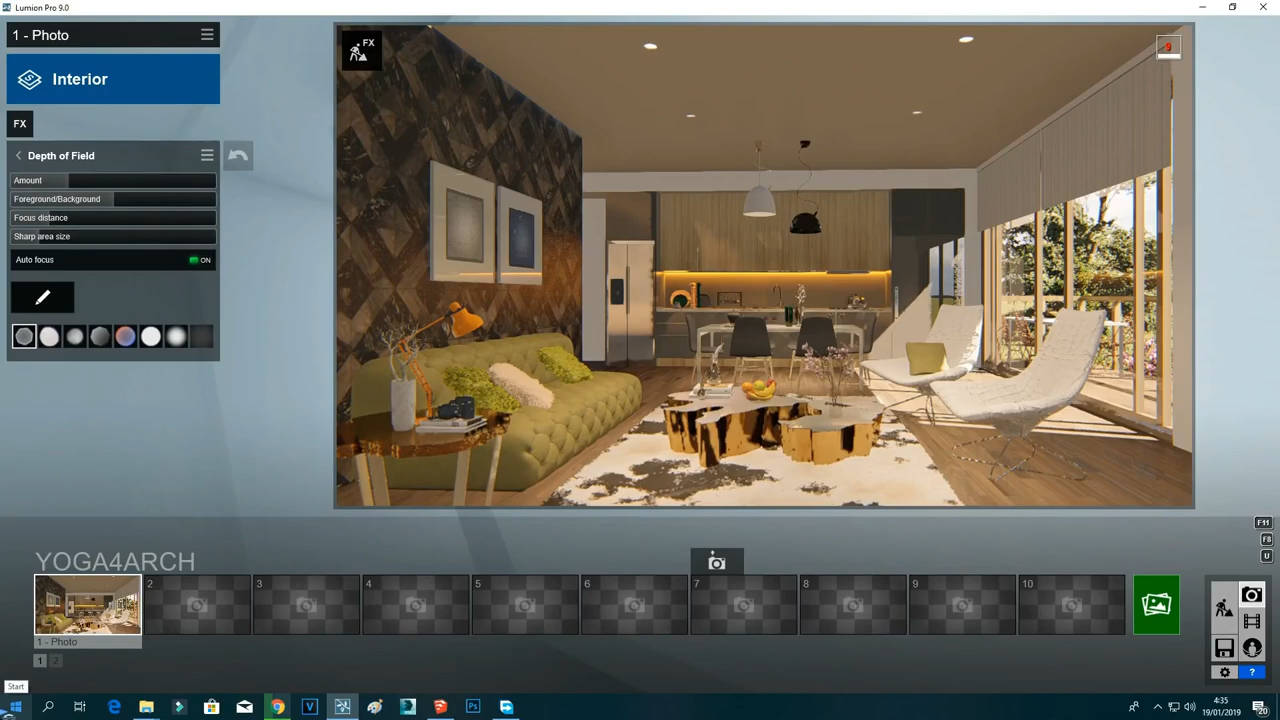 Lumion Pro 9.0
1 - Photo
Interior
FX
Depth of Field
Amount
Foreground/Background
Focus distance
Sharp area size
Auto focus
ON
FX
9
F11
F8
U
YOGA4ARCH
2
3
4
5
6
7
8
9
10
1 - Photo
1
2
?
Start
V
Ps
4:35
19/01/2019
20